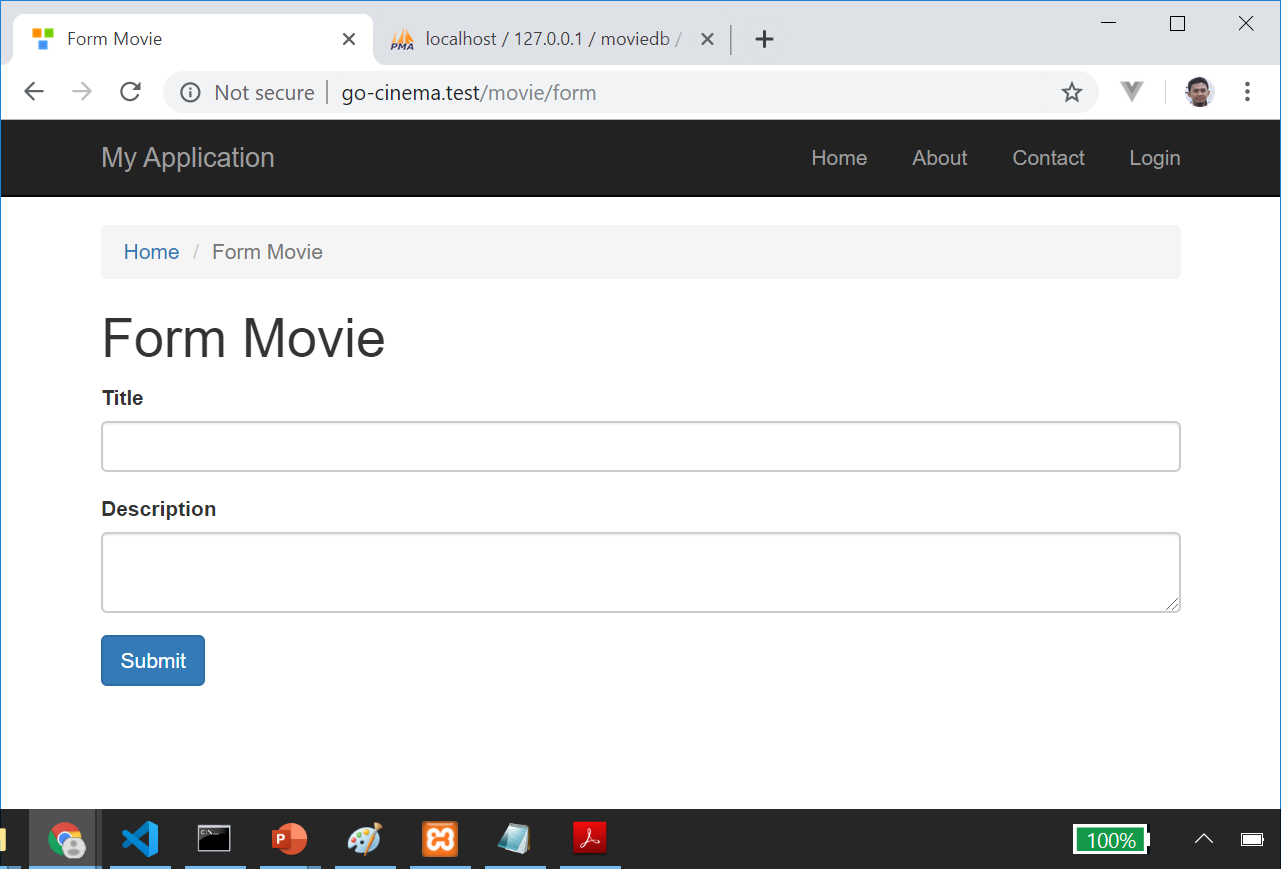 Form Movie
PMA localhost / 127.0.0.1 / moviedb /
Not secure go-cinema.test/movie/form
My Application Home About Contact Login
Home / Form Movie
Form Movie
Title
Description
Submit
C:\_ P 100%